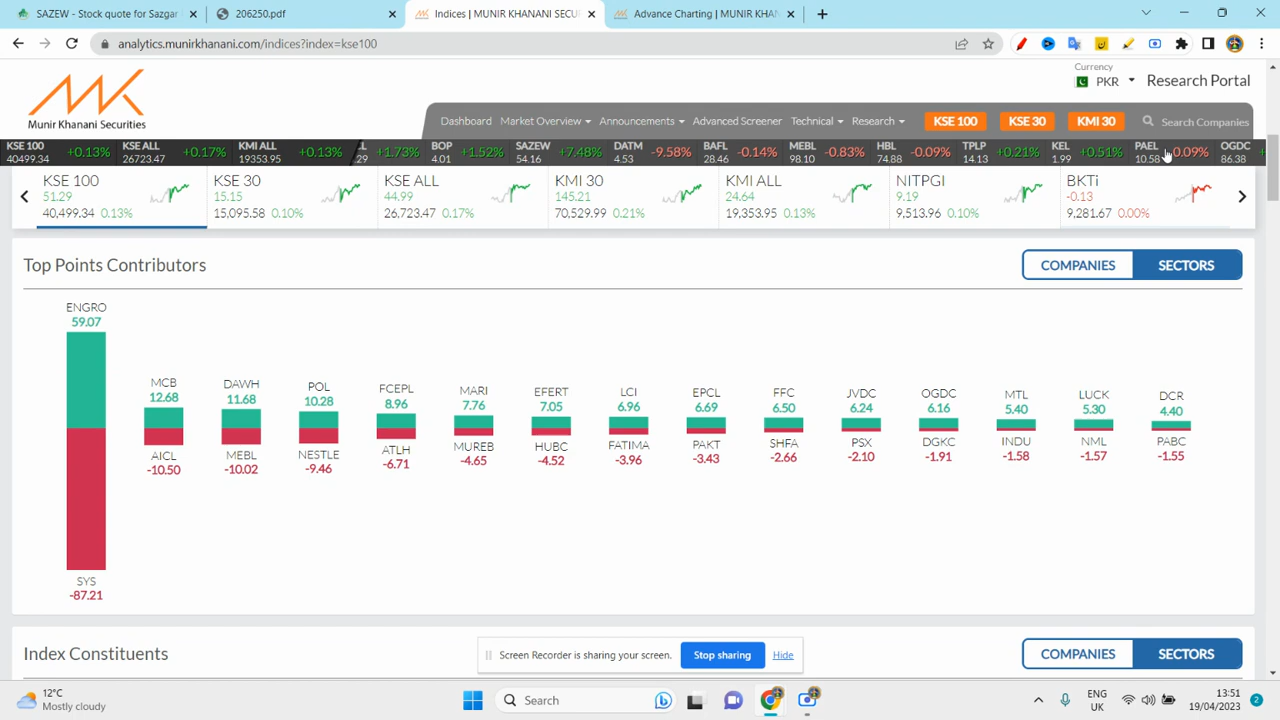 SAZEW - Stock quote for Sazgar
206250.pdf
Indices | MUNIR KHANANI SECU
Advance Charting | MUNIR KHAN
analytics.munirkhanani.com/indices?index=kse100
Currency
PKR
Research Portal
Munir Khanani Securities
Dashboard Market Overview Announcements Advanced Screener Technical Research KSE 100 KSE 30 KMI 30 Search Companies
KSE 100 40499.34 +0.13% KSE ALL 26723.47 +0.17% KMI ALL 19353.95 +0.13% +1.73% BOP 4.01 +1.52% SAZEW 54.16 +7.48% DATM 4.53 -9.58% BAFL 28.46 -0.14% MEBL 98.10 -0.83% HBL 74.88 -0.09% TPLP 14.13 +0.21% KEL 1.99 +0.51% PAEL 10.58 -0.09% OGDC 86.38
KSE 100 KSE 30 KSE ALL KMI 30 KMI ALL NITPGI BKTi
51.29 15.15 44.99 145.21 24.64 9.19 -0.13
40,499.34 0.13% 15,095.58 0.10% 26,723.47 0.17% 70,529.99 0.21% 19,353.95 0.13% 9,513.96 0.10% 9,281.67 0.00%
Top Points Contributors
COMPANIES SECTORS
ENGRO
59.07
MCB DAWH POL FCEPL MARI EFERT LCI EPCL FFC JVDC OGDC MTL LUCK DCR
12.68 11.68 10.28 8.96 7.76 7.05 6.96 6.69 6.50 6.24 6.16 5.40 5.30 4.40
AICL MEBL NESTLE ATLH MUREB HUBC FATIMA PAKT SHFA PSX DGKC INDU NML PABC
-10.50 -10.02 -9.46 -6.71 -4.65 -4.52 -3.96 -3.43 -2.66 -2.10 -1.91 -1.58 -1.57 -1.55
SYS
-87.21
Index Constituents
COMPANIES SECTORS
Screen Recorder is sharing your screen. Stop sharing Hide
12°C
Mostly cloudy
Search
ENG
UK
13:51
19/04/2023
2